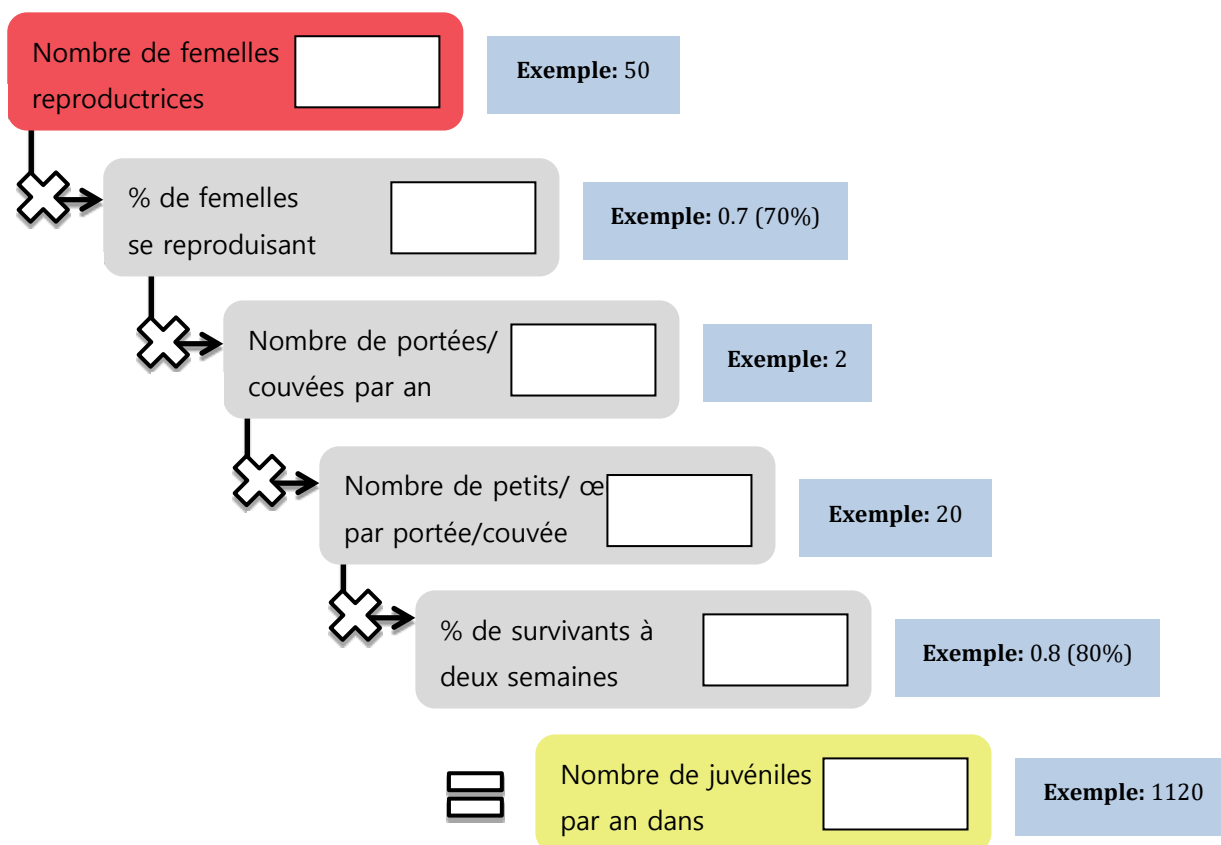 Nombre de femelles
reproductrices
Exemple: 50
% de femelles
se reproduisant
Exemple: 0.7 (70%)
Nombre de portées/
couvées par an
Exemple: 2
Nombre de petits/ œ
par portée/couvée
Exemple: 20
% de survivants à
deux semaines
Exemple: 0.8 (80%)
Nombre de juvéniles
par an dans
Exemple: 1120